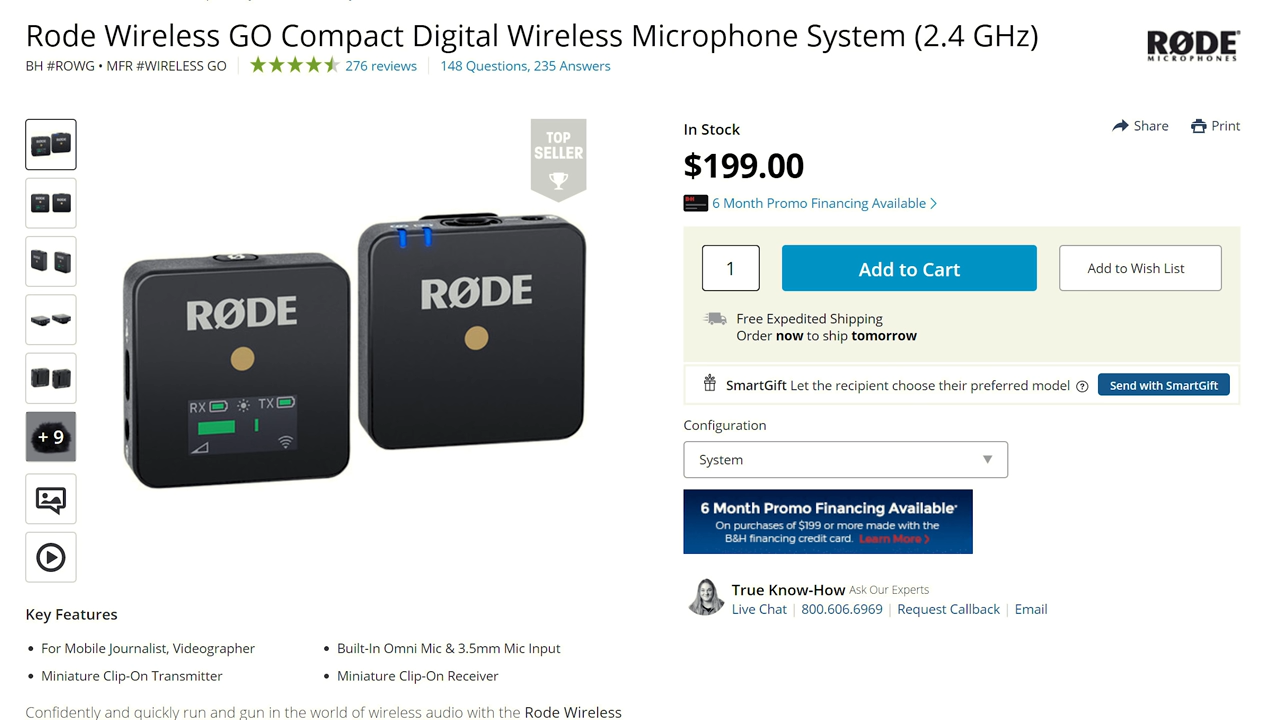 Rode Wireless GO Compact Digital Wireless Microphone System (2.4 GHz)
RØDE
MICROPHONES
BH #ROWG • MFR #WIRELESS GO
276 reviews
148 Questions, 235 Answers
TOP
SELLER
RØDE
RX
TX
RØDE
+ 9
In Stock
Share
Print
$199.00
BH
6 Month Promo Financing Available >
1
Add to Cart
Add to Wish List
Free Expedited Shipping
Order now to ship tomorrow
SmartGift Let the recipient choose their preferred model ?
Send with SmartGift
Configuration
System
6 Month Promo Financing Available*
On purchases of $199 or more made with the
B&H financing credit card. Learn More >
True Know-How Ask Our Experts
Live Chat | 800.606.6969 | Request Callback | Email
Key Features
• For Mobile Journalist, Videographer
• Built-In Omni Mic & 3.5mm Mic Input
• Miniature Clip-On Transmitter
• Miniature Clip-On Receiver
Confidently and quickly run and gun in the world of wireless audio with the Rode Wireless